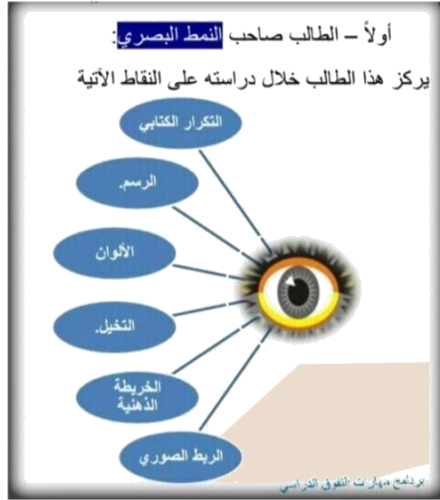 أولاً – الطالب صاحب النمط البصري:
يركز هذا الطالب خلال دراسته على النقاط الآتية
التكرار الكتابي
الرسم.
الألوان
التخيل.
الخريطة
الذهنية
الربط الصوري
برنامج مهارات التفوق الدراسي